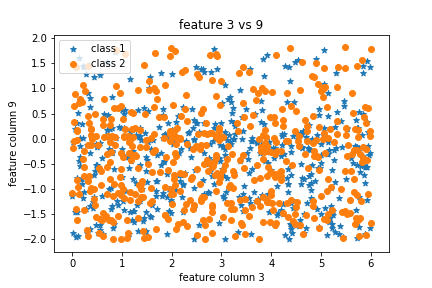 feature 3 vs 9
class 1
class 2
2.0
1.5
1.0
0.5
0.0
−0.5
−1.0
−1.5
−2.0
feature column 9
0 1 2 3 4 5 6
feature column 3